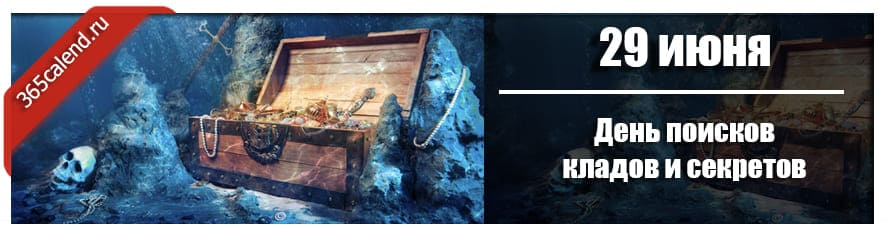 365calend.ru
29 июня
День поисков
кладов и секретов